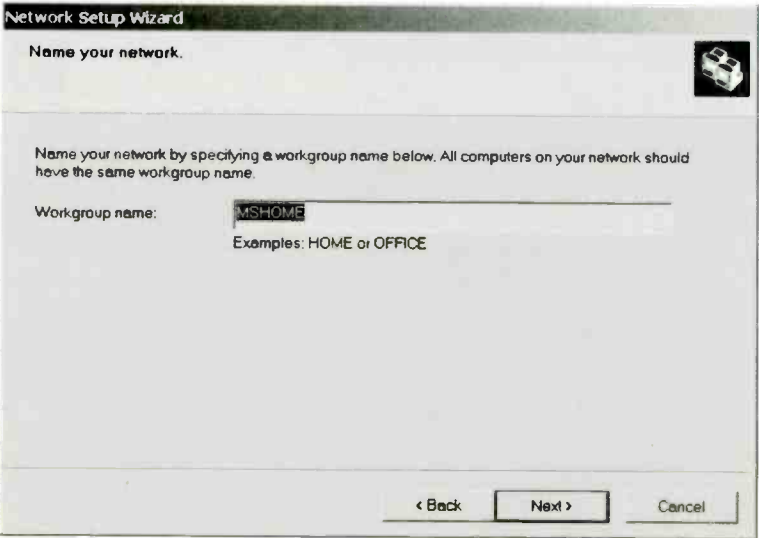 Network Setup Wizard
Name your network.
Name your network by specifying a workgroup name below. All computers on your network should
have the same workgroup name.
Workgroup name:
MSHOME
Examples: HOME or OFFICE
< Back
Next >
Cancel